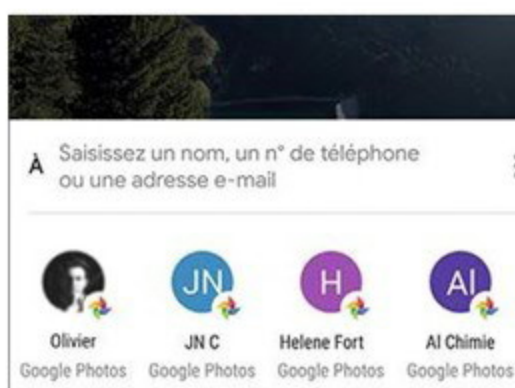 À Saisissez un nom, un n° de téléphone
ou une adresse e-mail
JN H AI
Olivier JN C Helene Fort AI Chimie
Google Photos Google Photos Google Photos Google Photos